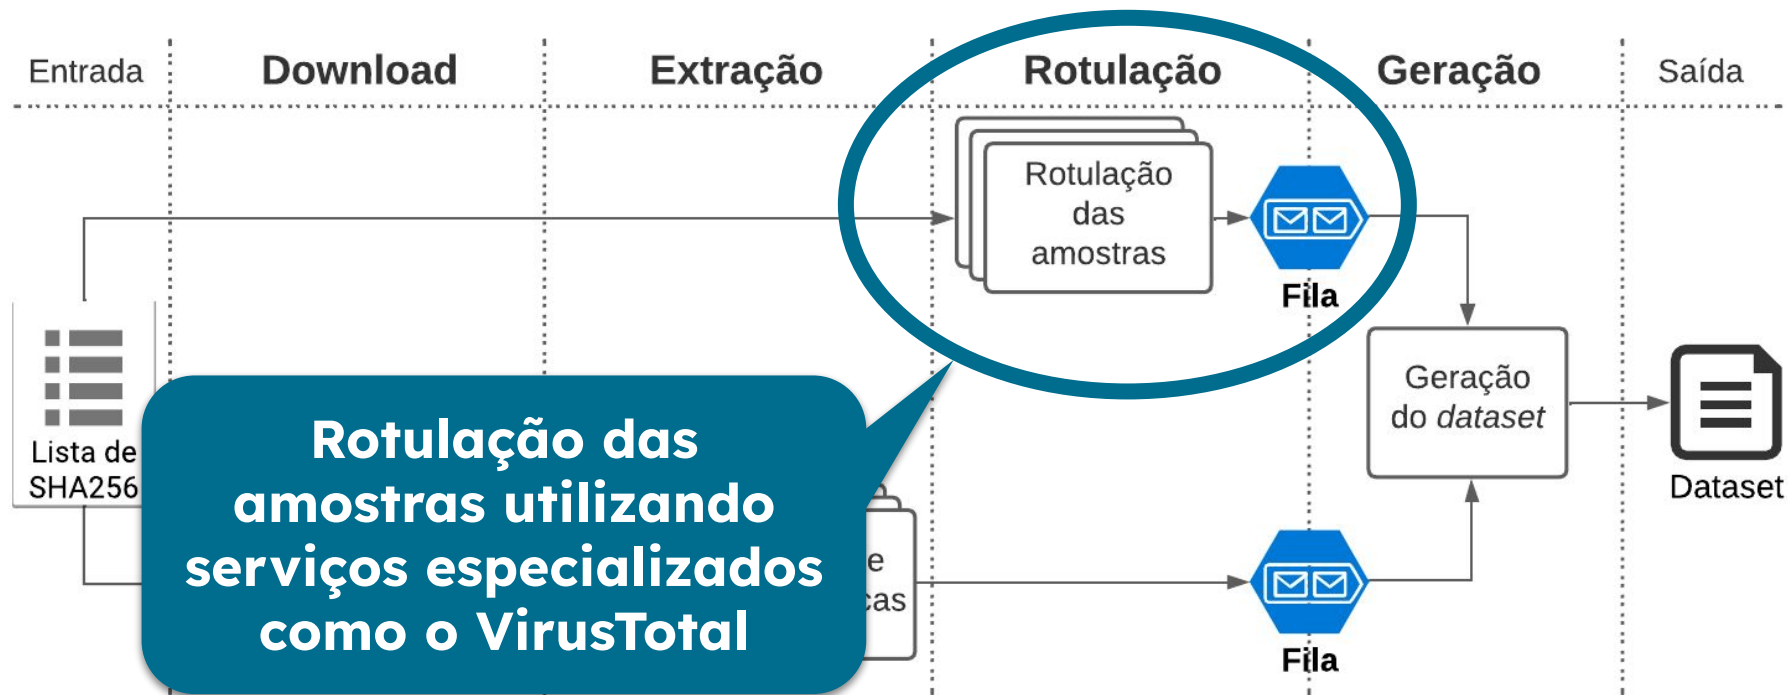 Entrada
Download
Extração
Rotulação
Geração
Saída
Rotulação
das
amostras
Fila
Lista de
SHA256
Geração
do dataset
Dataset
Rotulação das
amostras utilizando
serviços especializados
como o VirusTotal
e
cas
Fila